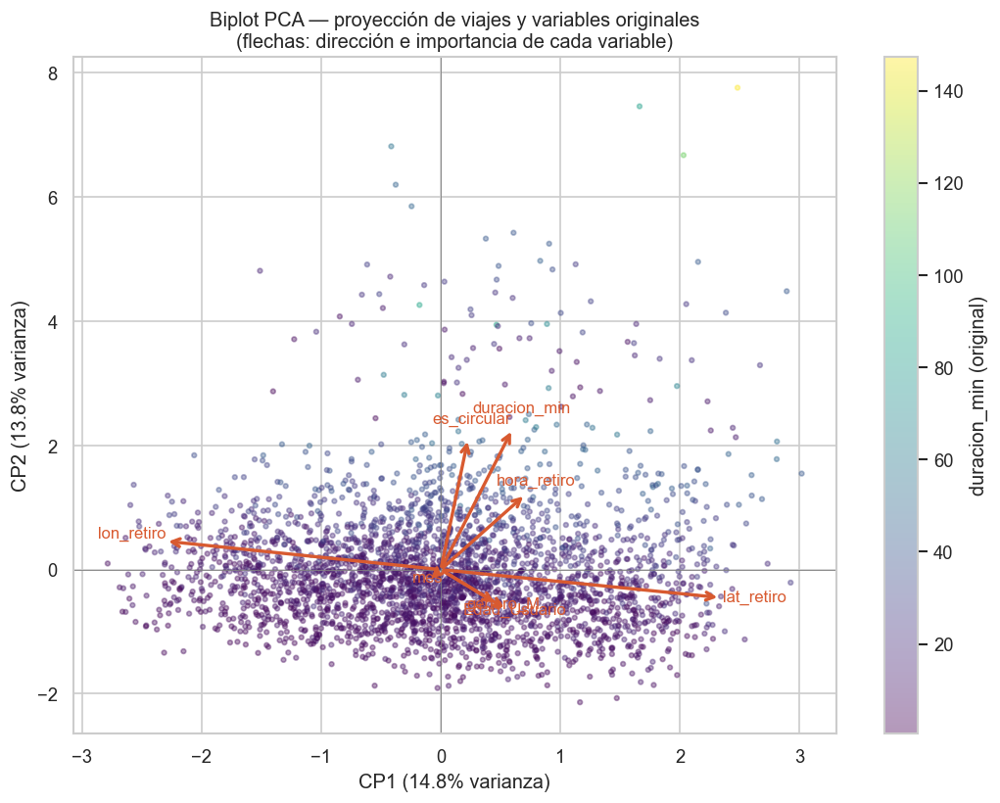 Biplot PCA — proyección de viajes y variables originales
(flechas: dirección e importancia de cada variable)
8
6
4
2
0
−2
−3
−2
−1
0
1
2
3
CP1 (14.8% varianza)
CP2 (13.8% varianza)
duracion_min
es_circular
hora_retiro
lon_retiro
lat_retiro
140
120
100
80
60
40
20
duracion_min (original)